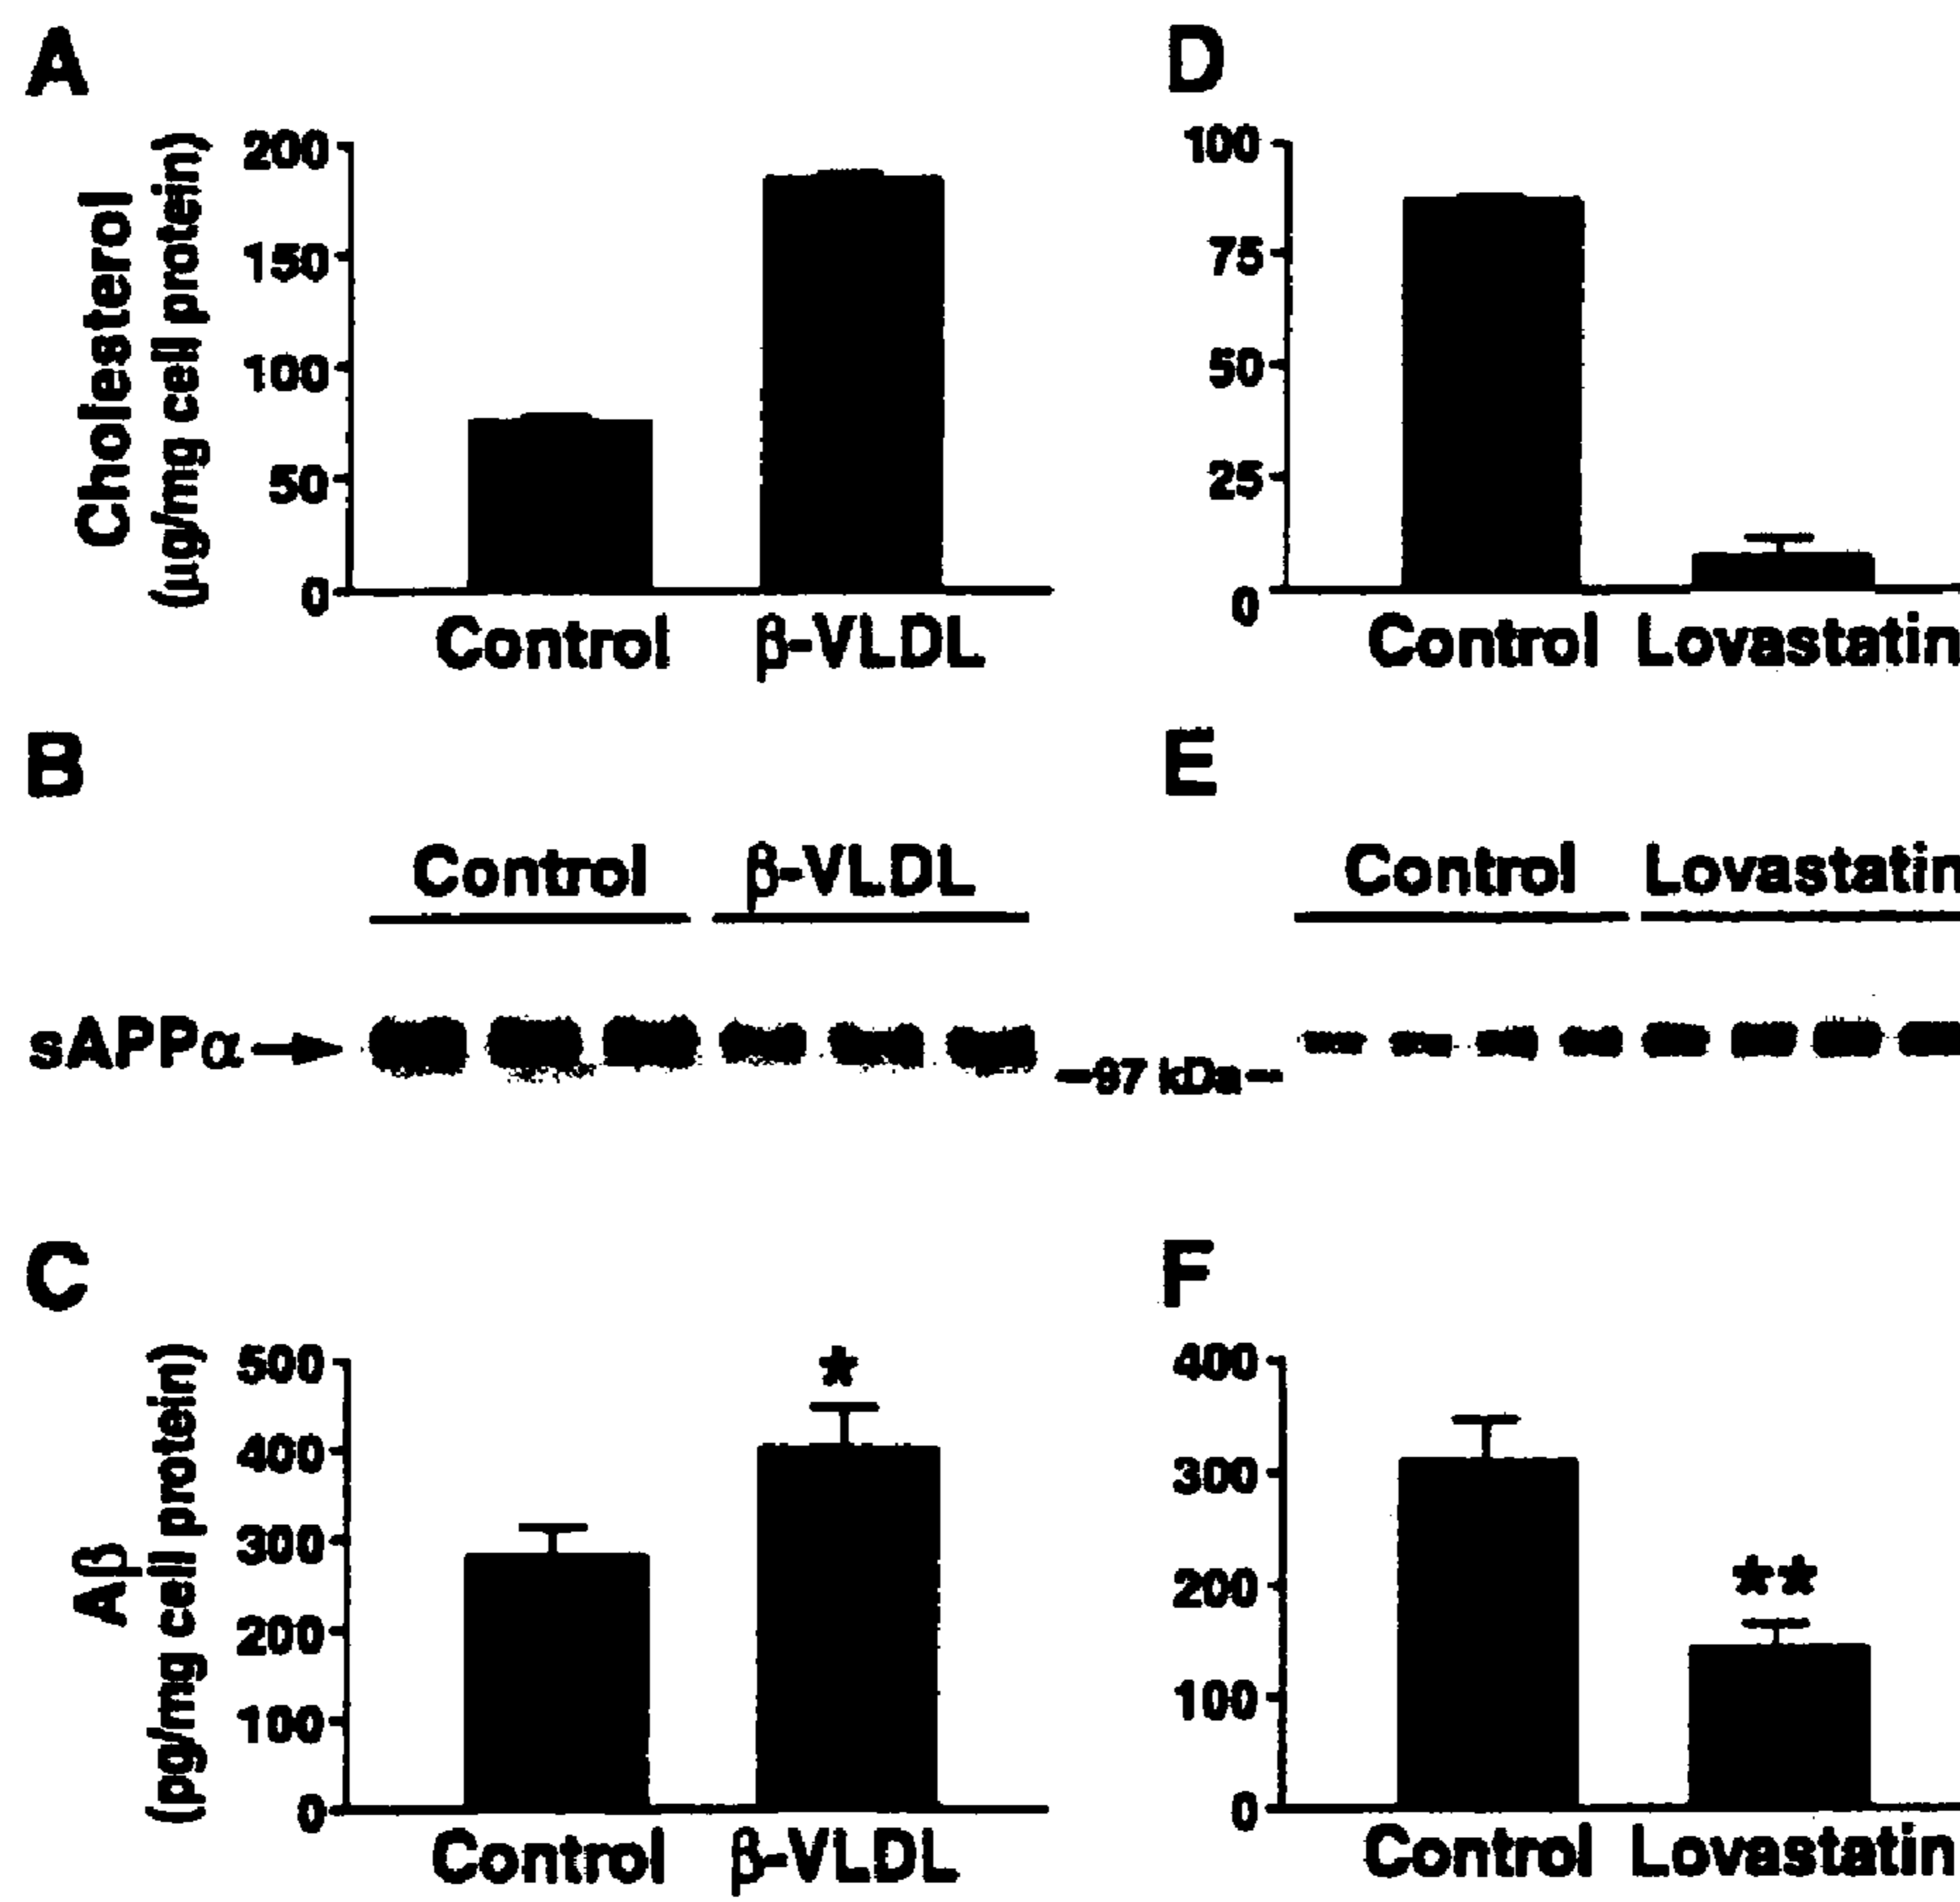 A
Cholesterol
(µg/mg cell protein)
200
150
100
50
0
Control β-VLDL
D
100
75
50
25
0
Control Lovastatin
B
Control β-VLDL
sAPPα
97 kDa
E
Control Lovastatin
C
Aβ
(pg/mg cell protein)
500
400
300
200
100
0
*
Control β-VLDL
F
400
300
200
100
0
**
Control Lovastatin